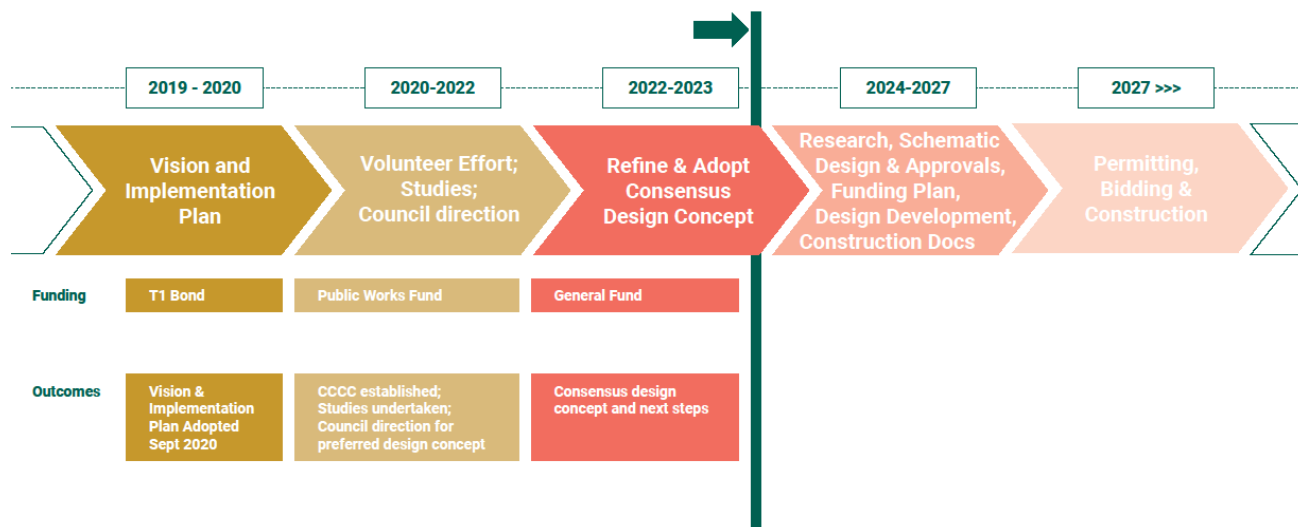 2019 - 2020
2020-2022
2022-2023
2024-2027
2027 >>>
Vision and
Implementation
Plan
Volunteer Effort;
Studies;
Council direction
Refine & Adopt
Consensus
Design Concept
Research, Schematic
Design & Approvals,
Funding Plan,
Design Development,
Construction Docs
Permitting,
Bidding &
Construction
Funding
T1 Bond
Public Works Fund
General Fund
Outcomes
Vision &
Implementation
Plan Adopted
Sept 2020
CCCC established;
Studies undertaken;
Council direction for
preferred design concept
Consensus design
concept and next steps